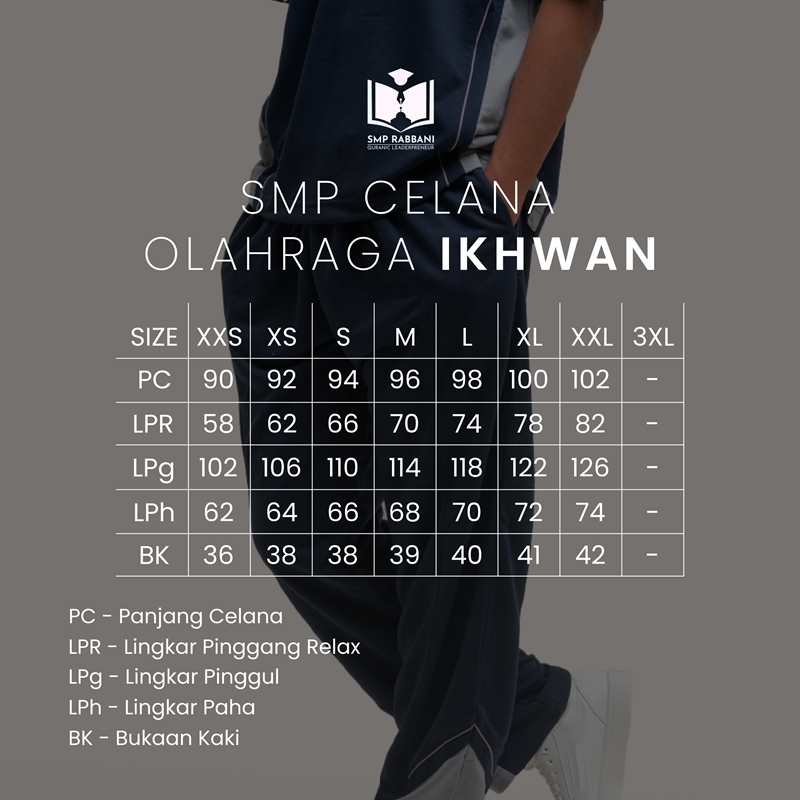 SMP RABBANI
QURANIC LEADERPRENEUR
SMP CELANA
OLAHRAGA IKHWAN
SIZE XXS XS S M L XL XXL 3XL
PC 90 92 94 96 98 100 102 -
LPR 58 62 66 70 74 78 82 -
LPg 102 106 110 114 118 122 126 -
LPh 62 64 66 68 70 72 74 -
BK 36 38 38 39 40 41 42 -
PC - Panjang Celana
LPR - Lingkar Pinggang Relax
LPg - Lingkar Pinggul
LPh - Lingkar Paha
BK - Bukaan Kaki